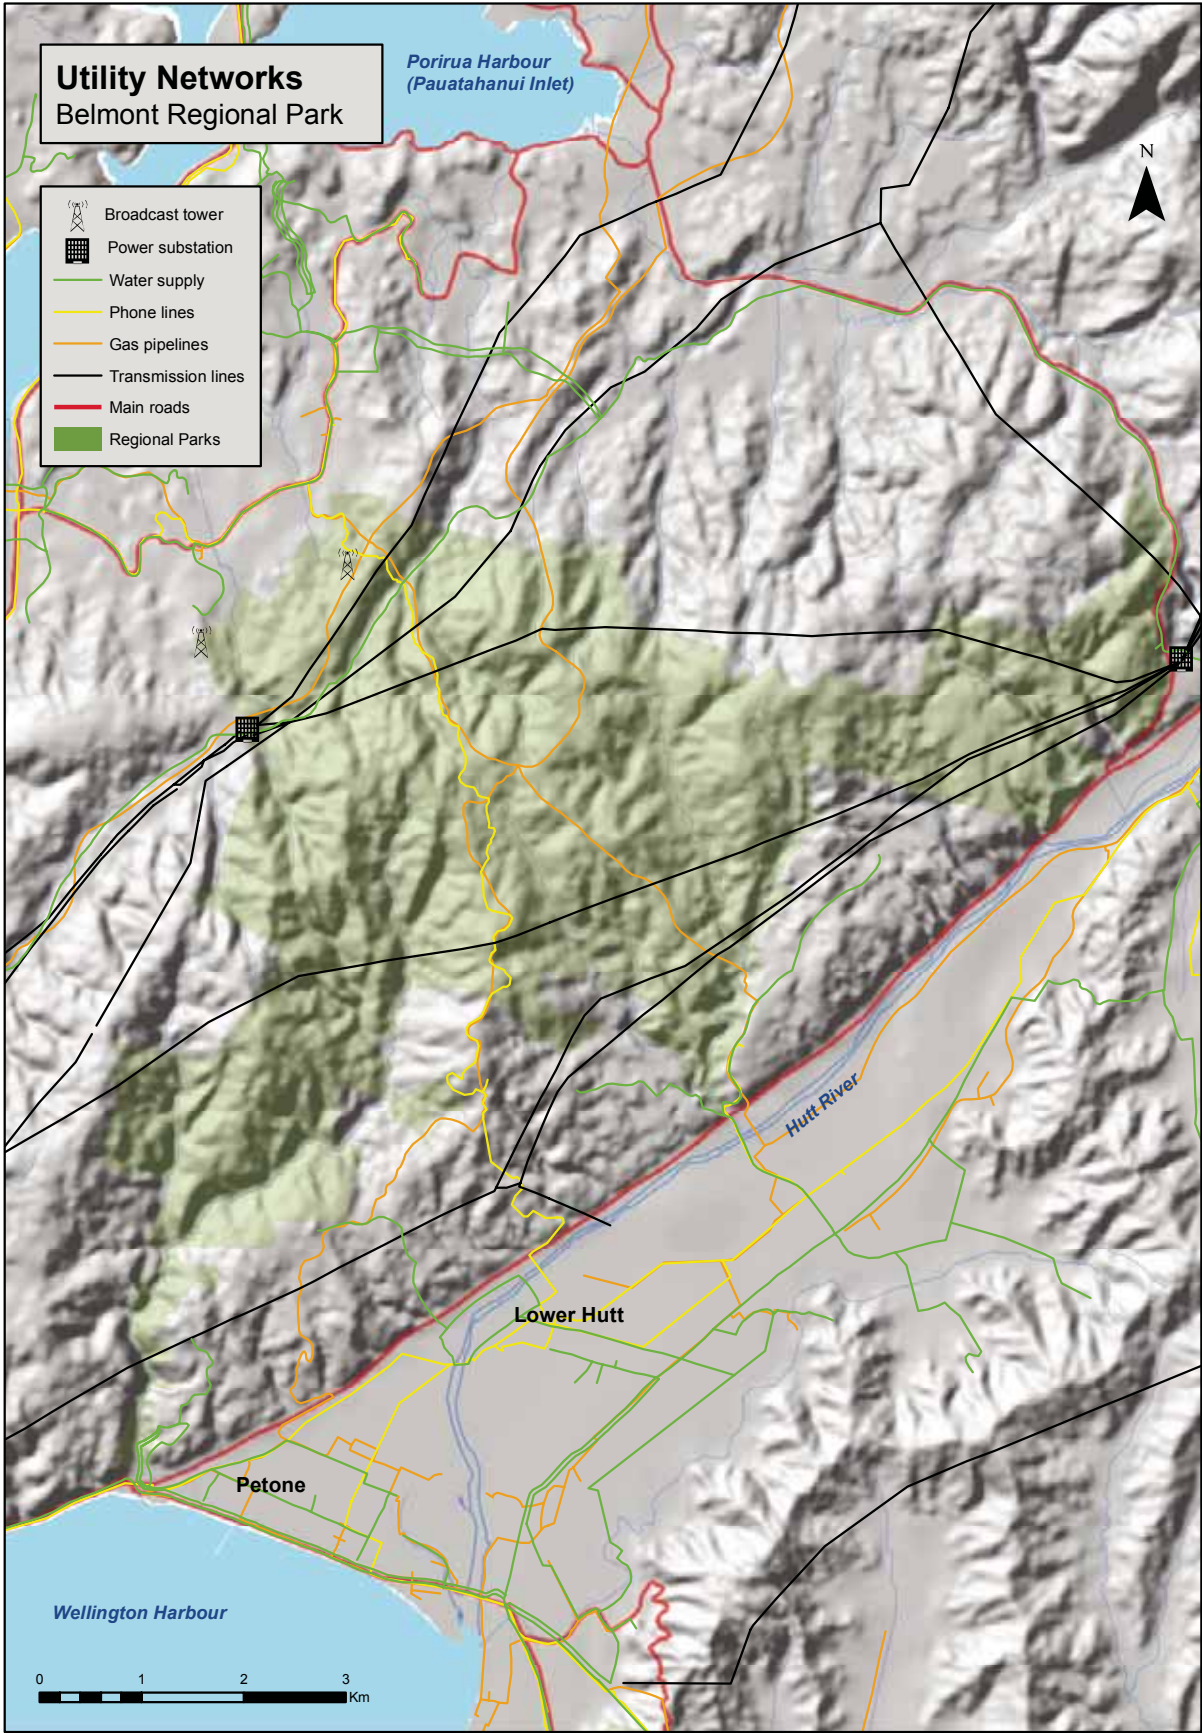 Utility Networks
Belmont Regional Park
Porirua Harbour
(Pauatahanui Inlet)
N
Broadcast tower
Power substation
Water supply
Phone lines
Gas pipelines
Transmission lines
Main roads
Regional Parks
Hutt River
Lower Hutt
Petone
Wellington Harbour
0 1 2 3
Km